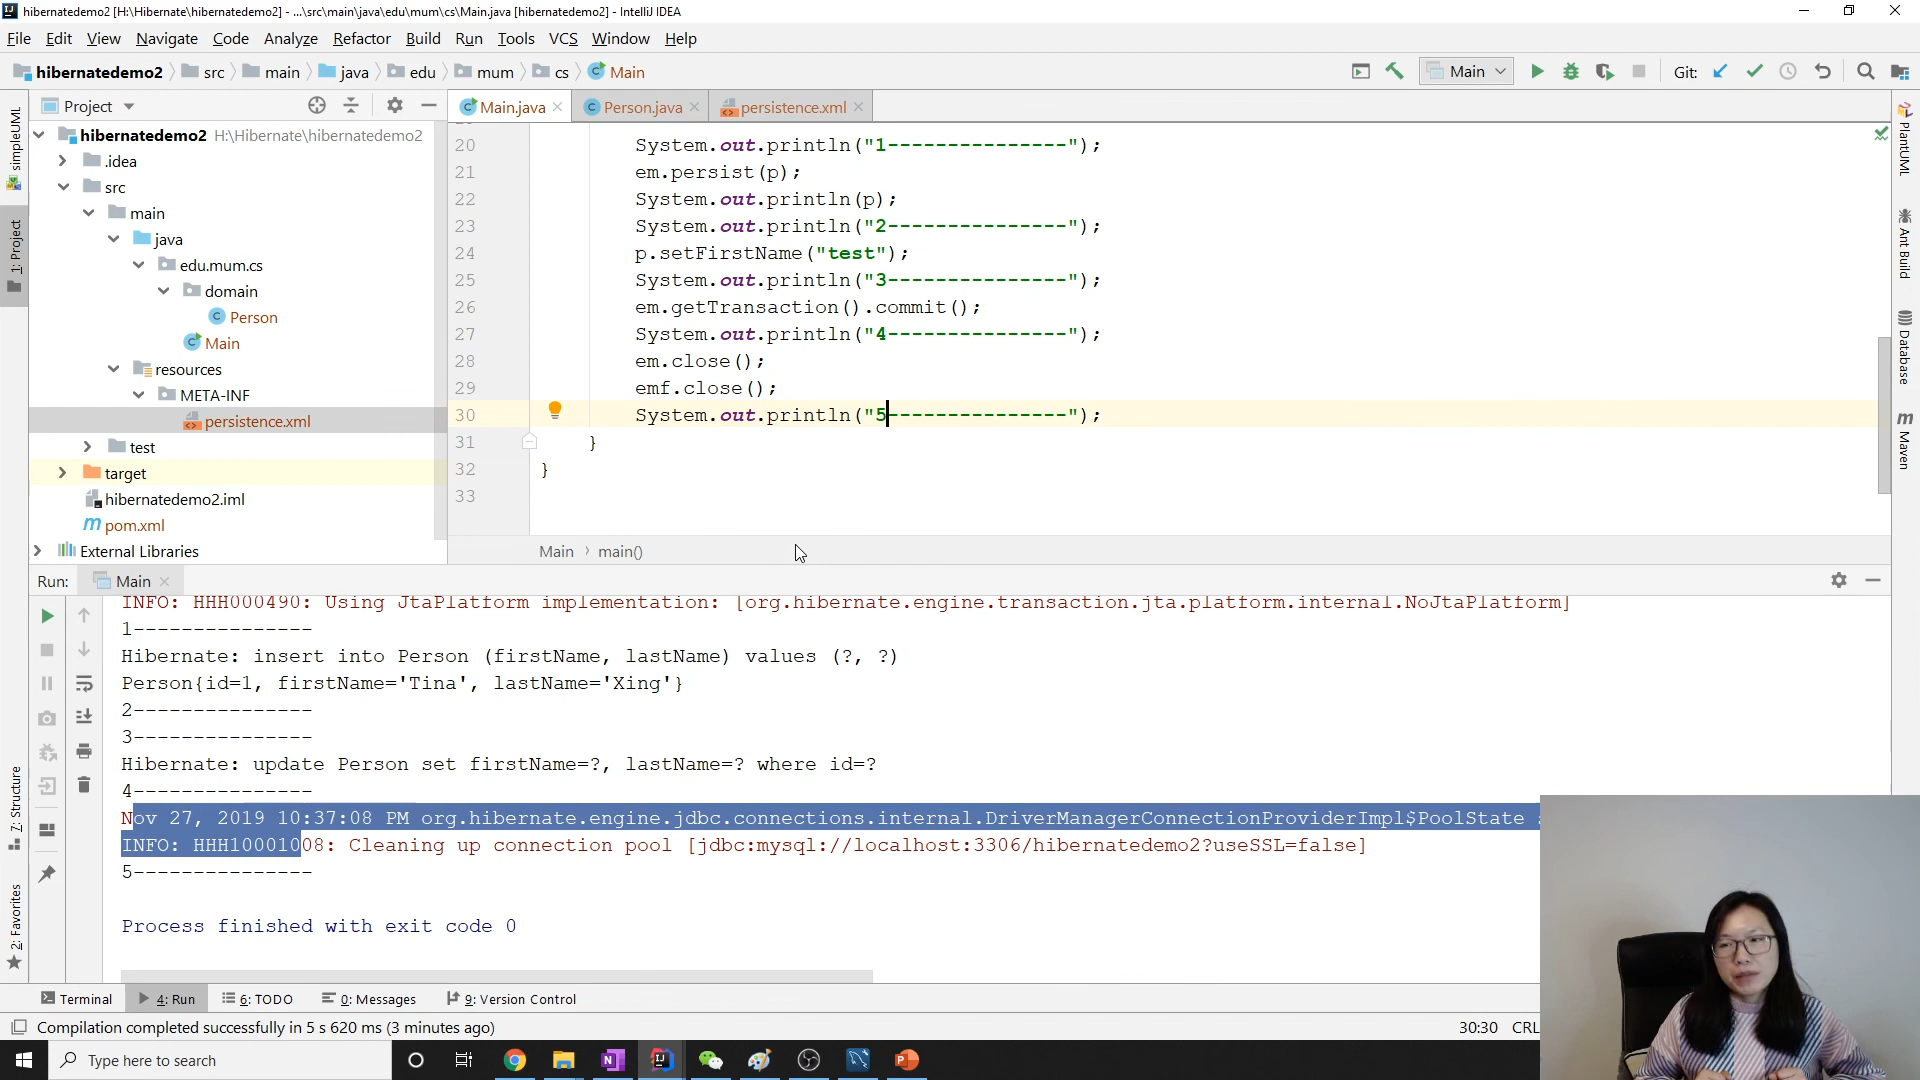 hibernatedemo2 [H:\Hibernate\hibernatedemo2] - ...\src\main\java\edu\mum\cs\Main.java [hibernatedemo2] - IntelliJ IDEA
File Edit View Navigate Code Analyze Refactor Build Run Tools VCS Window Help
hibernatedemo2 src main java edu mum cs Main
Main Git:
Project
Main.java Person.java persistence.xml
simpleUML
1: Project
7: Structure
2: Favorites
hibernatedemo2 H:\Hibernate\hibernatedemo2
.idea
src
main
java
edu.mum.cs
domain
Person
Main
resources
META-INF
persistence.xml
test
target
hibernatedemo2.iml
pom.xml
External Libraries
20 System.out.println("1---------------");
21 em.persist(p);
22 System.out.println(p);
23 System.out.println("2---------------");
24 p.setFirstName("test");
25 System.out.println("3---------------");
26 em.getTransaction().commit();
27 System.out.println("4---------------");
28 em.close();
29 emf.close();
30 System.out.println("5---------------");
31 }
32 }
33
Main main()
PlantUML
Ant Build
Database
Maven
Run: Main
INFO: HHH000490: Using JtaPlatform implementation: [org.hibernate.engine.transaction.jta.platform.internal.NoJtaPlatform]
1---------------
Hibernate: insert into Person (firstName, lastName) values (?, ?)
Person{id=1, firstName='Tina', lastName='Xing'}
2---------------
3---------------
Hibernate: update Person set firstName=?, lastName=? where id=?
4---------------
Nov 27, 2019 10:37:08 PM org.hibernate.engine.jdbc.connections.internal.DriverManagerConnectionProviderImpl$PoolState
INFO: HHH10001008: Cleaning up connection pool [jdbc:mysql://localhost:3306/hibernatedemo2?useSSL=false]
5---------------
Process finished with exit code 0
Terminal 4: Run 6: TODO 0: Messages 9: Version Control
Compilation completed successfully in 5 s 620 ms (3 minutes ago)
30:30 CRL
Type here to search